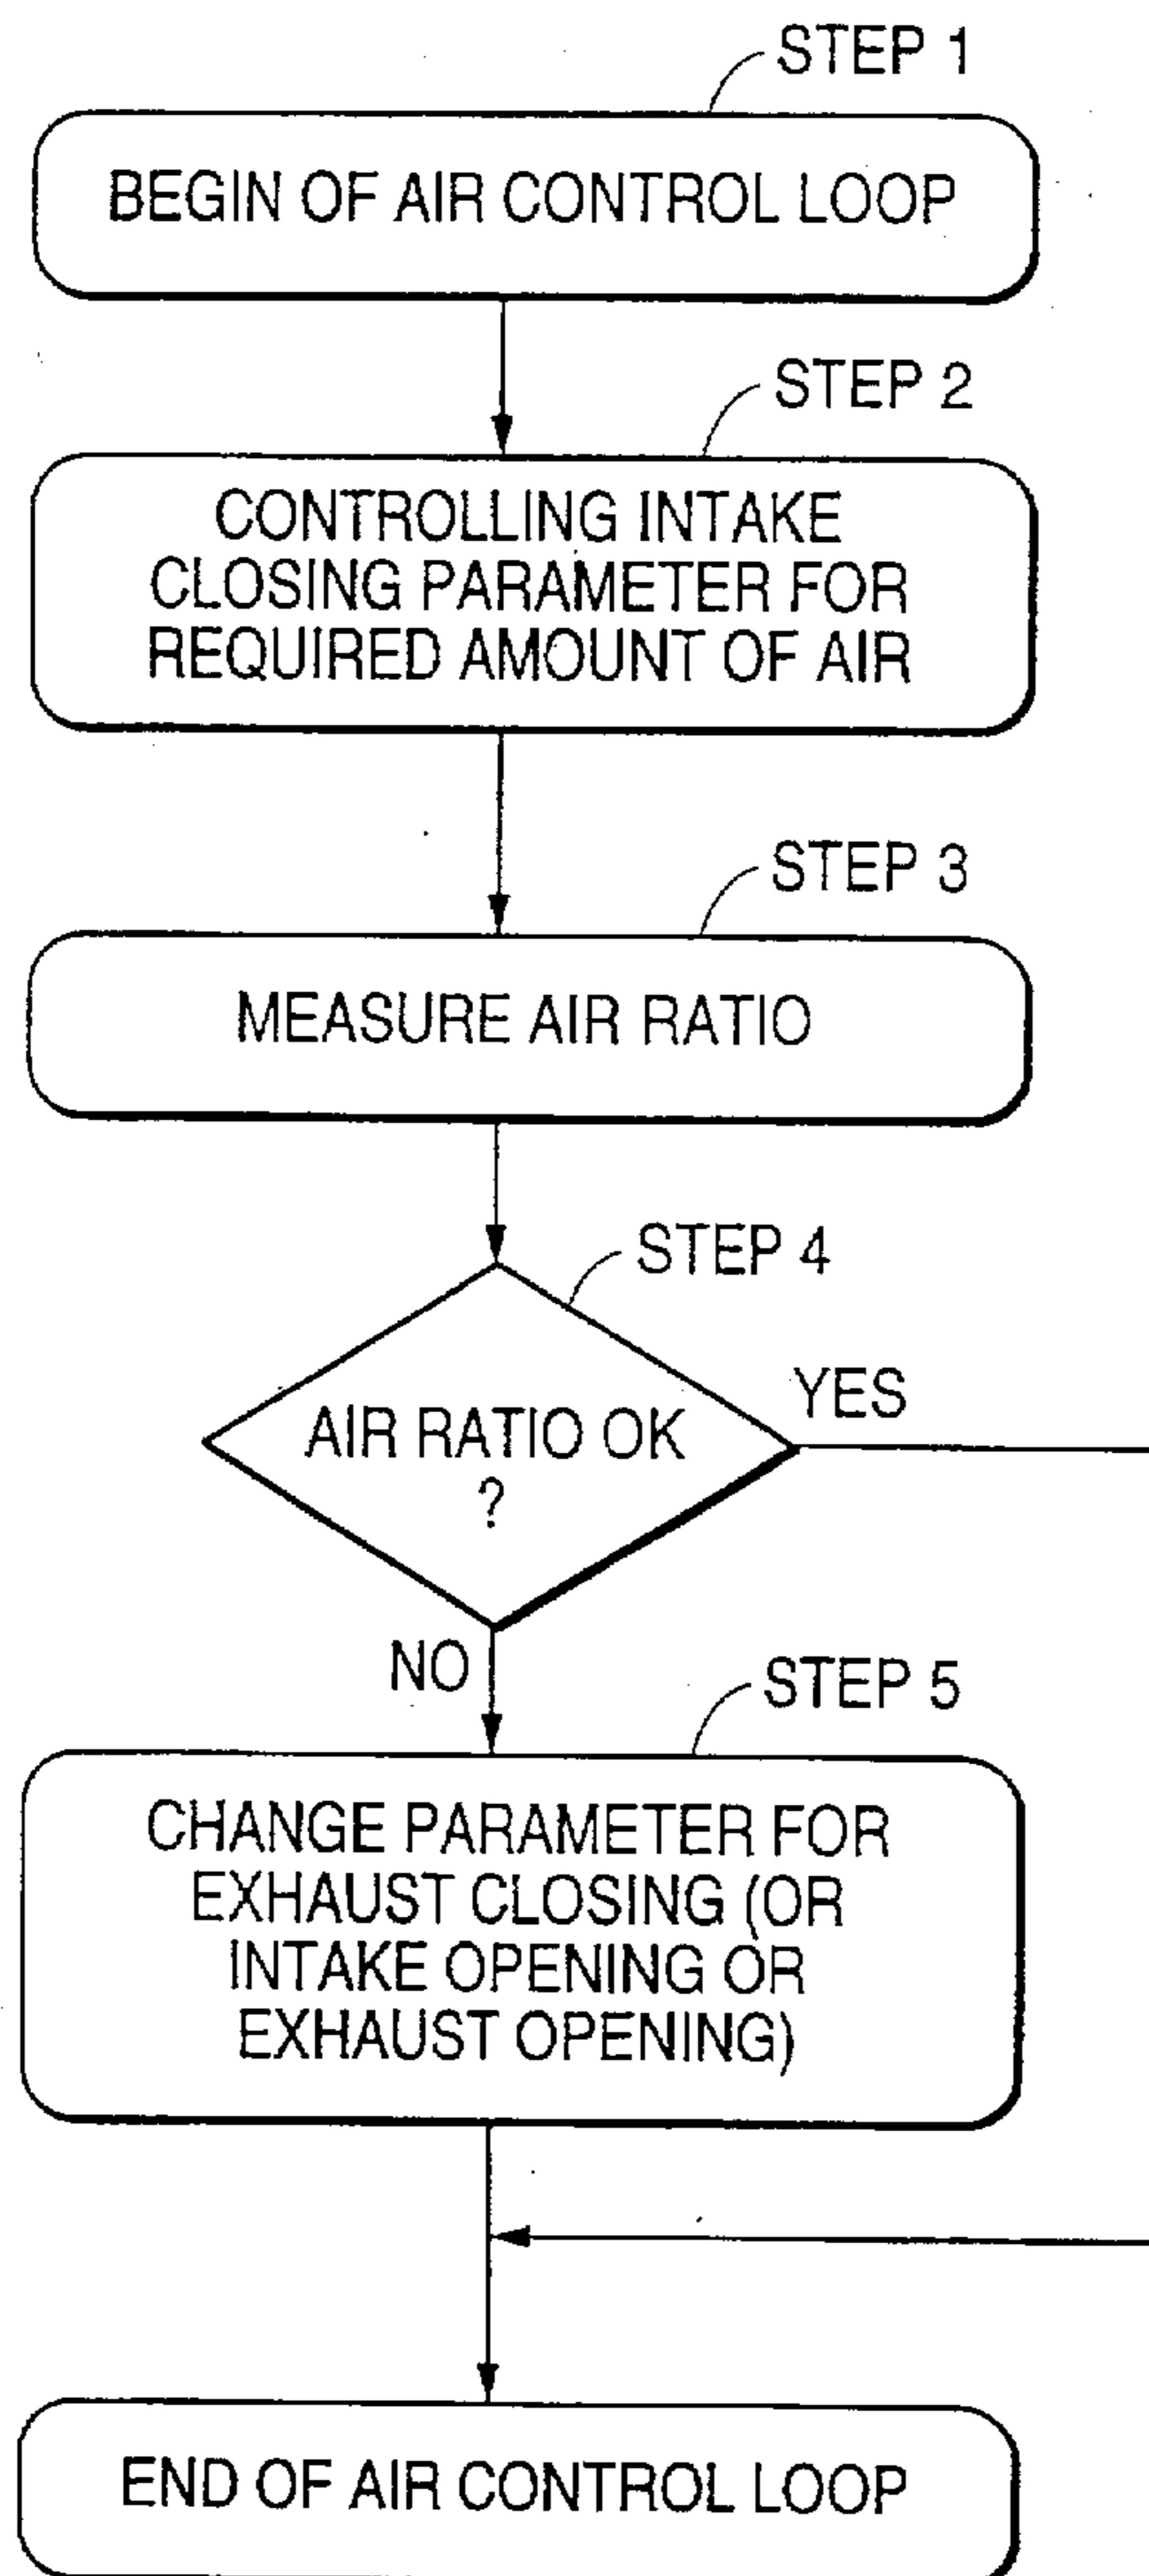 STEP 1
BEGIN OF AIR CONTROL LOOP
STEP 2
CONTROLLING INTAKE
CLOSING PARAMETER FOR
REQUIRED AMOUNT OF AIR
STEP 3
MEASURE AIR RATIO
STEP 4
AIR RATIO OK
?
YES
NO
STEP 5
CHANGE PARAMETER FOR
EXHAUST CLOSING (OR
INTAKE OPENING OR
EXHAUST OPENING)
END OF AIR CONTROL LOOP